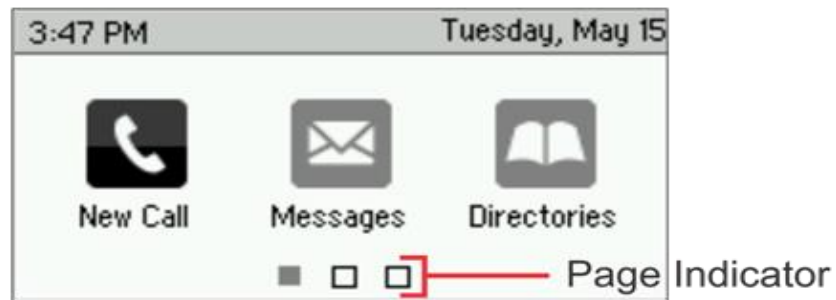 3:47 PM Tuesday, May 15
New Call Messages Directories
Page Indicator